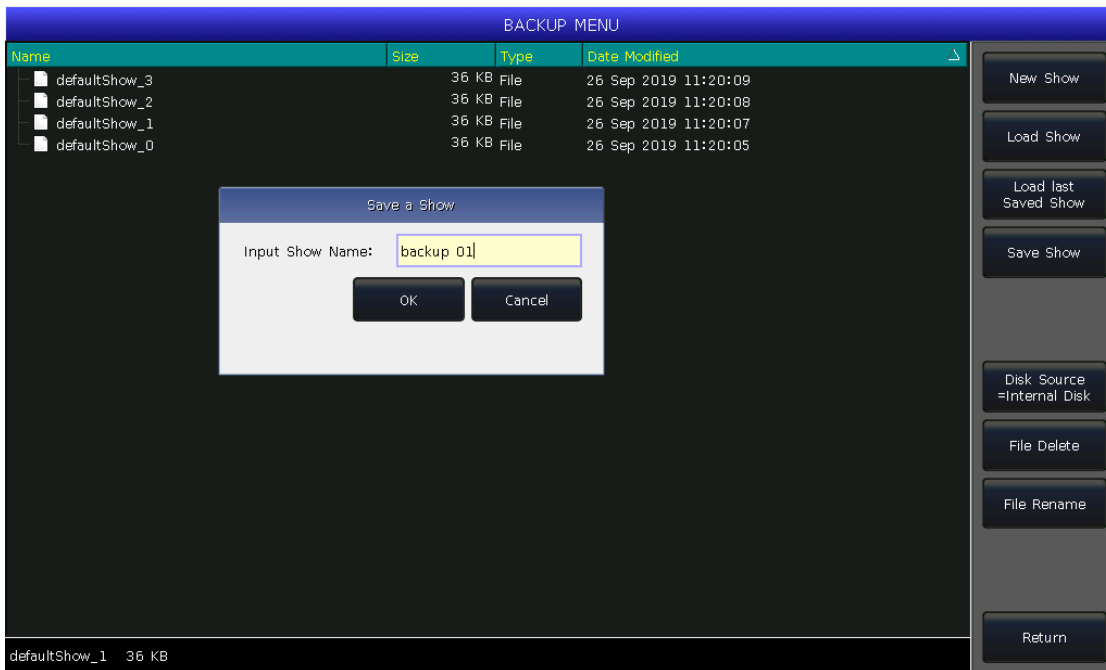 BACKUP MENU
Name Size Type Date Modified
defaultShow_3 36 KB File 26 Sep 2019 11:20:09
defaultShow_2 36 KB File 26 Sep 2019 11:20:08
defaultShow_1 36 KB File 26 Sep 2019 11:20:07
defaultShow_0 36 KB File 26 Sep 2019 11:20:05
Save a Show
Input Show Name: backup 01
OK Cancel
New Show
Load Show
Load last
Saved Show
Save Show
Disk Source
=Internal Disk
File Delete
File Rename
Return
defaultShow_1 36 KB